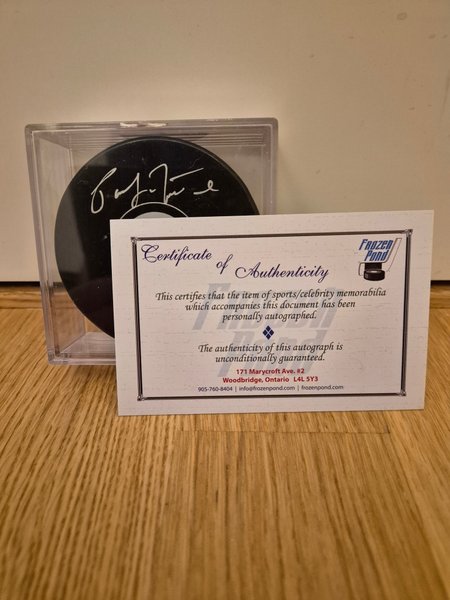 Certificate of Authenticity
Frozen
Pond
This certifies that the item of sports/celebrity memorabilia
which accompanies this document has been
personally autographed.
The authenticity of this autograph is
unconditionally guaranteed.
171 Marycroft Ave. #2
Woodbridge, Ontario L4L 5Y3
905-760-8404 | info@frozenpond.com | frozenpond.com